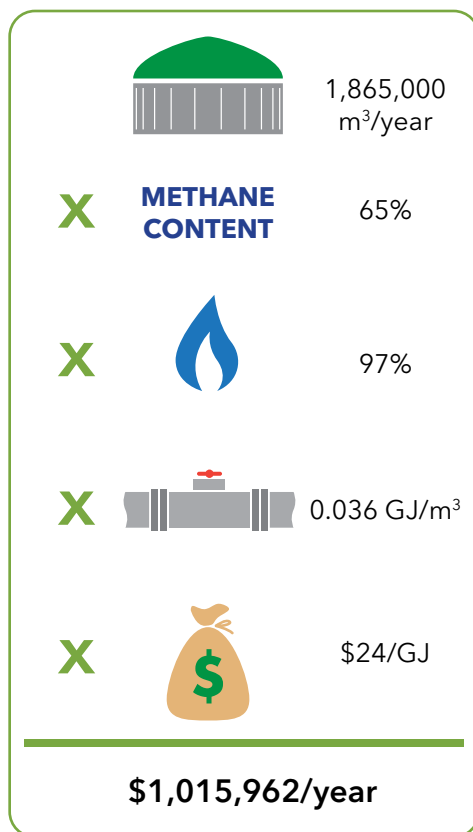 1,865,000
m³/year
X
METHANE
CONTENT
65%
X
97%
X
0.036 GJ/m³
X
$
$24/GJ
$1,015,962/year